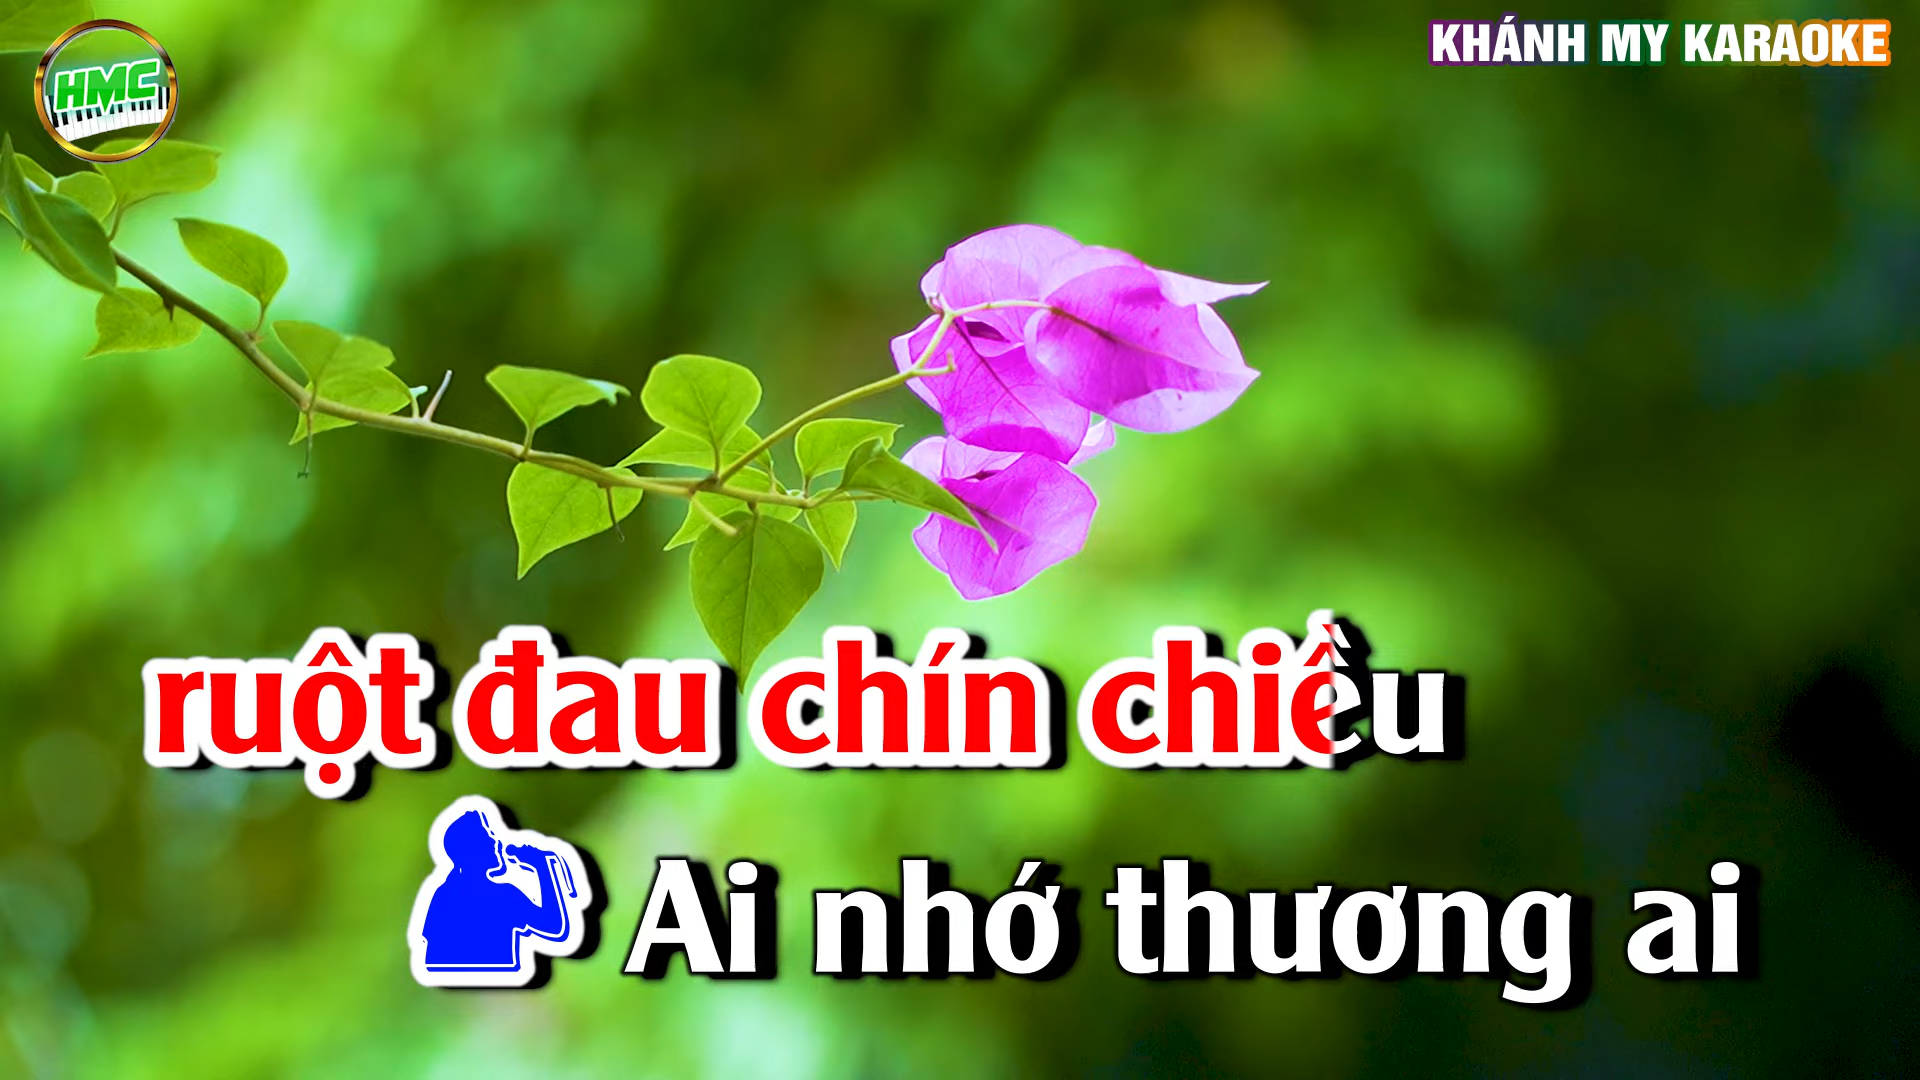 HMC
KHÁNH MY KARAOKE
ruột đau chín chiều
Ai nhớ thương ai